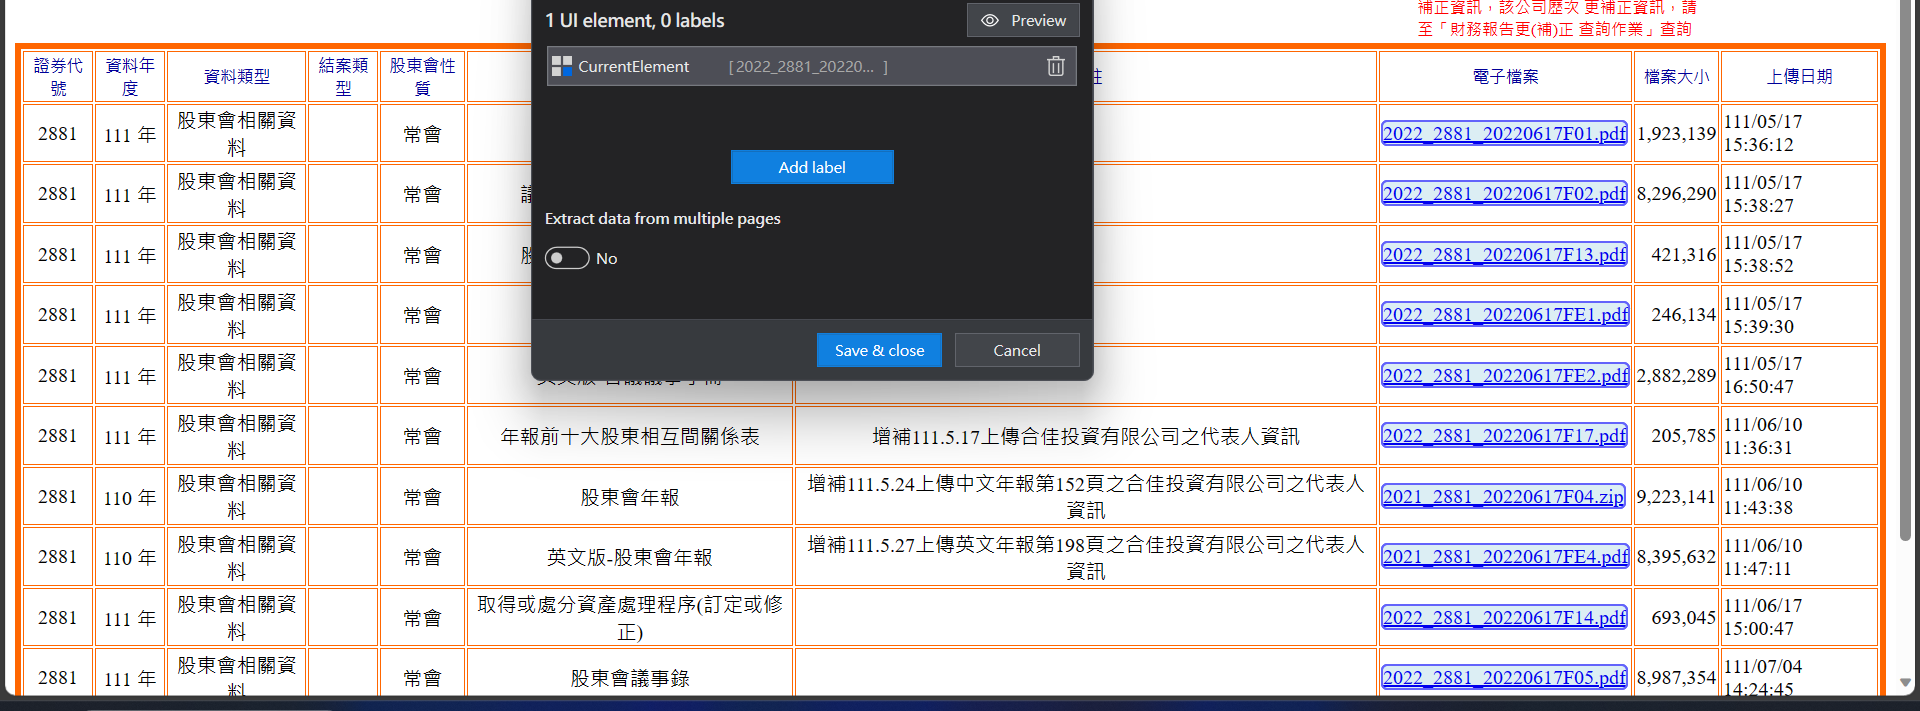 補正資訊，該公司歷次 更補正資訊，請
至「財務報告更(補)正 查詢作業」查詢
1 UI element, 0 labels
Preview
CurrentElement [2022_2881_20220... ]
Add label
Extract data from multiple pages
No
Save & close
Cancel
證券代號 資料年度 資料類型 結案類型 股東會性質 電子檔案 檔案大小 上傳日期
2881 111 年 股東會相關資料 常會 2022_2881_20220617F01.pdf 1,923,139 111/05/17 15:36:12
2881 111 年 股東會相關資料 常會 2022_2881_20220617F02.pdf 8,296,290 111/05/17 15:38:27
2881 111 年 股東會相關資料 常會 2022_2881_20220617F13.pdf 421,316 111/05/17 15:38:52
2881 111 年 股東會相關資料 常會 2022_2881_20220617FE1.pdf 246,134 111/05/17 15:39:30
2881 111 年 股東會相關資料 常會 2022_2881_20220617FE2.pdf 2,882,289 111/05/17 16:50:47
2881 111 年 股東會相關資料 常會 年報前十大股東相互間關係表 增補111.5.17上傳合佳投資有限公司之代表人資訊 2022_2881_20220617F17.pdf 205,785 111/06/10 11:36:31
2881 110 年 股東會相關資料 常會 股東會年報 增補111.5.24上傳中文年報第152頁之合佳投資有限公司之代表人資訊 2021_2881_20220617F04.zip 9,223,141 111/06/10 11:43:38
2881 110 年 股東會相關資料 常會 英文版-股東會年報 增補111.5.27上傳英文年報第198頁之合佳投資有限公司之代表人資訊 2021_2881_20220617FE4.pdf 8,395,632 111/06/10 11:47:11
2881 111 年 股東會相關資料 常會 取得或處分資產處理程序(訂定或修正) 2022_2881_20220617F14.pdf 693,045 111/06/17 15:00:47
2881 111 年 股東會相關資料 常會 股東會議事錄 2022_2881_20220617F05.pdf 8,987,354 111/07/04 14:24:45